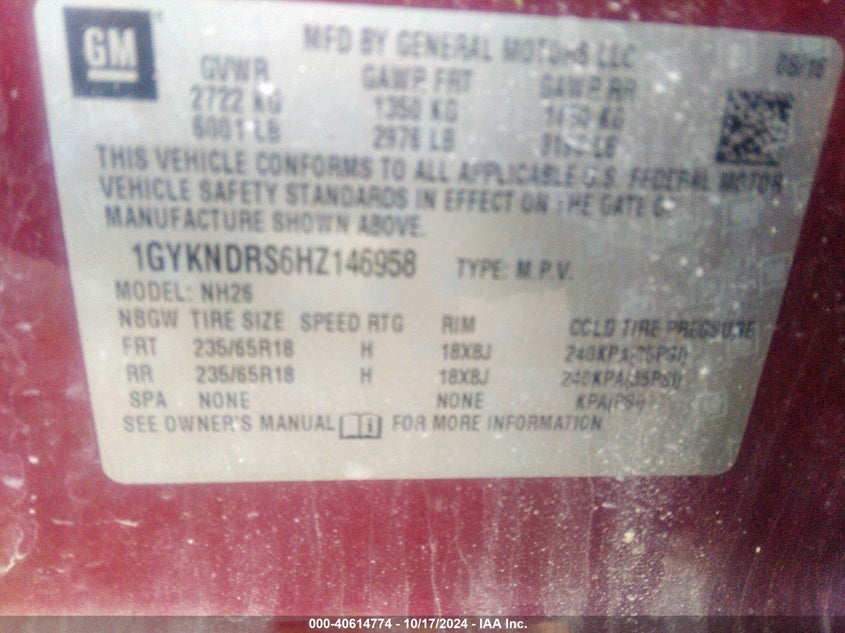 GM
MFD BY GENERAL MOTORS LLC
GVWR GAWR FRT GAWR RR
2722 KG 1350 KG 1450 KG
6001 LB 2976 LB LB
THIS VEHICLE CONFORMS TO ALL APPLICABLE U.S. FEDERAL MOTOR
VEHICLE SAFETY STANDARDS IN EFFECT ON THE DATE OF
MANUFACTURE SHOWN ABOVE.
1GYKNDRS6HZ146958 TYPE: M.P.V.
MODEL: NH26
NBGW TIRE SIZE SPEED RTG RIM COLD TIRE PRESSURE
FRT 235/65R18 H 18X8J 240KPA(35PSI)
RR 235/65R18 H 18X8J 240KPA(35PSI)
SPA NONE NONE KPA(PSI)
SEE OWNER'S MANUAL FOR MORE INFORMATION
000-40614774 - 10/17/2024 - IAA Inc.